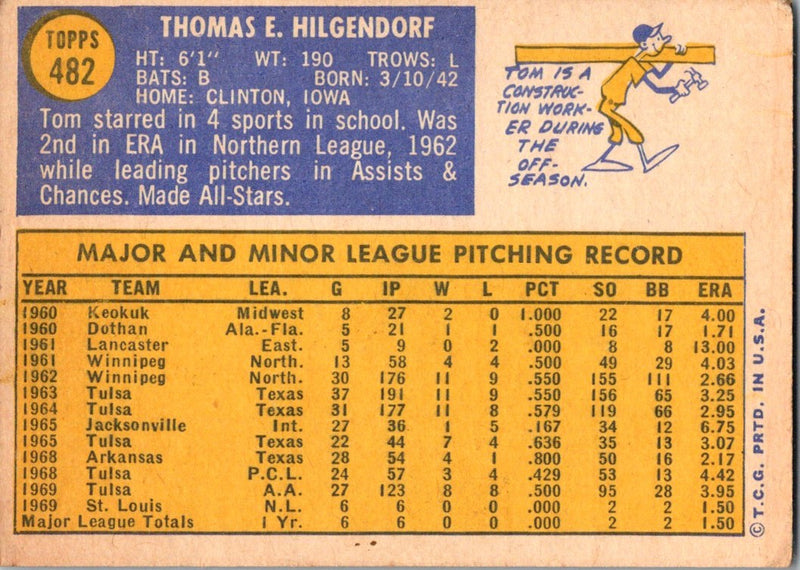 TOPPS
482
THOMAS E. HILGENDORF
HT: 6'1" WT: 190 TROWS: L
BATS: B BORN: 3/10/42
HOME: CLINTON, IOWA
Tom starred in 4 sports in school. Was
2nd in ERA in Northern League, 1962
while leading pitchers in Assists &
Chances. Made All-Stars.
TOM IS A
CONSTRUC-
TION WORK-
ER DURING
THE
OFF-
SEASON.
MAJOR AND MINOR LEAGUE PITCHING RECORD
YEAR TEAM LEA. G IP W L PCT SO BB ERA
1960 Keokuk Midwest 8 27 2 0 1.000 22 17 4.00
1960 Dothan Ala.-Fla. 5 21 1 1 .500 16 17 1.71
1961 Lancaster East. 5 9 0 2 .000 8 8 13.00
1961 Winnipeg North. 13 58 4 4 .500 49 29 4.03
1962 Winnipeg North. 30 176 11 9 .550 155 111 2.66
1963 Tulsa Texas 37 191 11 9 .550 156 65 3.25
1964 Tulsa Texas 31 177 11 8 .579 119 66 2.95
1965 Jacksonville Int. 27 36 1 5 .167 34 12 6.75
1965 Tulsa Texas 22 44 7 4 .636 35 13 3.07
1968 Arkansas Texas 28 54 4 1 .800 50 16 2.17
1968 Tulsa P.C.L. 24 57 3 4 .429 53 13 4.42
1969 Tulsa A.A. 27 123 8 8 .500 95 28 3.95
1969 St. Louis N.L. 6 6 0 0 .000 2 2 1.50
Major League Totals 1 Yr. 6 6 0 0 .000 2 2 1.50
©T.C.G. PRTD. IN U.S.A.